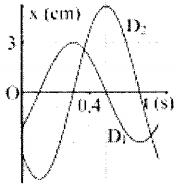 x (cm)
D₂
3
O
0,4
t (s)
D₁